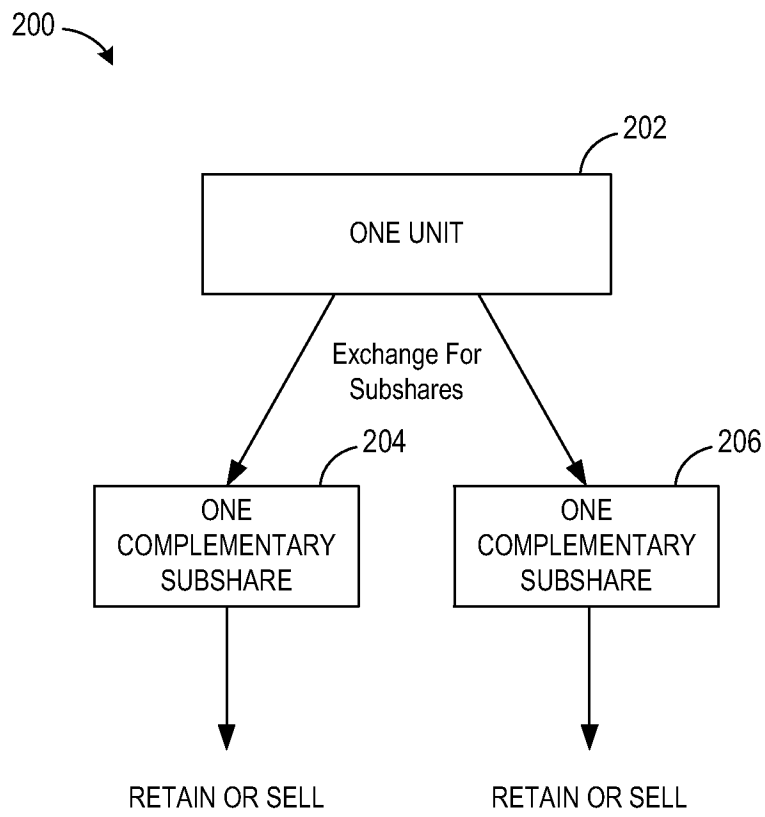 200
202
ONE UNIT
Exchange For
Subshares
204
206
ONE
COMPLEMENTARY
SUBSHARE
ONE
COMPLEMENTARY
SUBSHARE
RETAIN OR SELL
RETAIN OR SELL